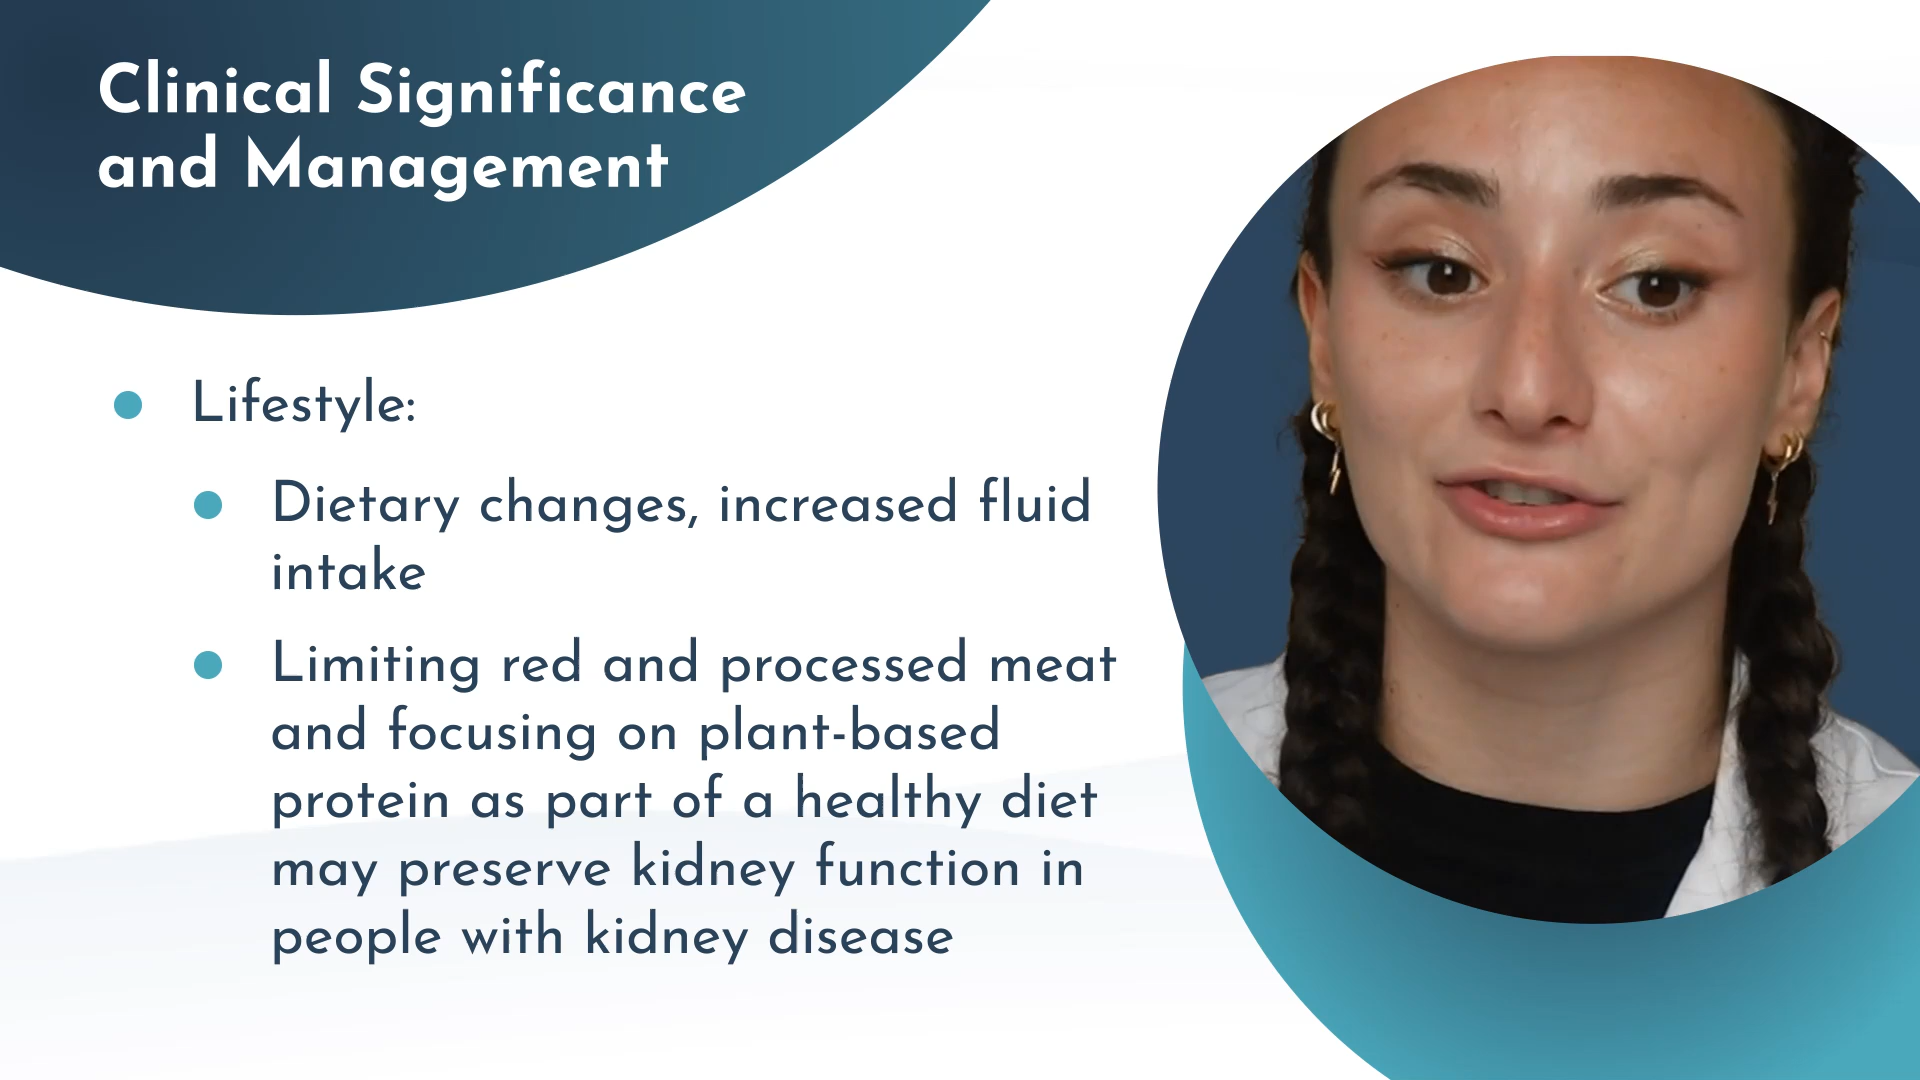 Clinical Significance
and Management
Lifestyle:
Dietary changes, increased fluid
intake
Limiting red and processed meat
and focusing on plant-based
protein as part of a healthy diet
may preserve kidney function in
people with kidney disease